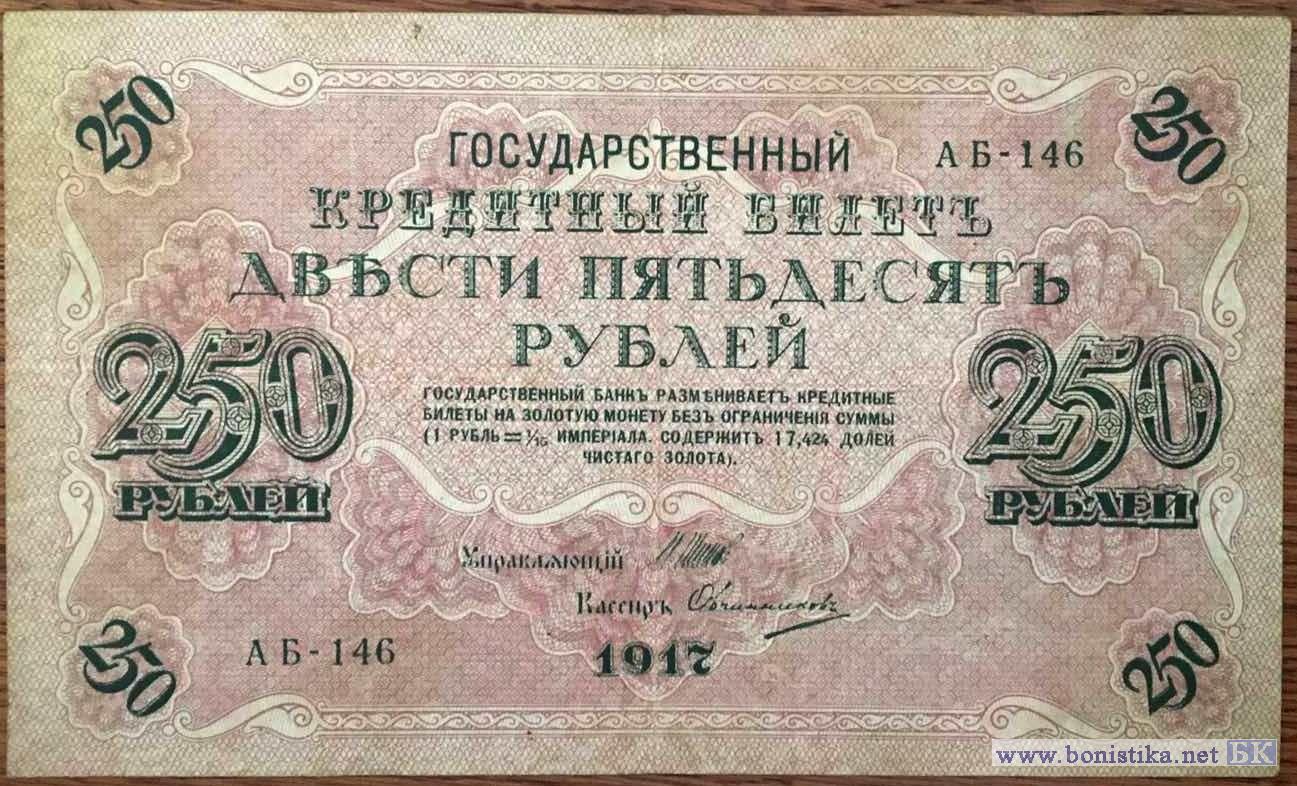 250
250
ГОСУДАРСТВЕННЫЙ АБ-146
КРЕДИТНЫЙ БИЛЕТЪ
ДВѢСТИ ПЯТЬДЕСЯТЪ
РУБЛЕЙ
250
РУБЛЕЙ
ГОСУДАРСТВЕННЫЙ БАНКЪ РАЗМѢНИВАЕТЪ КРЕДИТНЫЕ
БИЛЕТЫ НА ЗОЛОТУЮ МОНЕТУ БЕЗЪ ОГРАНИЧЕНІЯ СУММЫ
(1 РУБЛЬ = 1/15 ИМПЕРІАЛА. СОДЕРЖИТЪ 17,424 ДОЛЕЙ
ЧИСТАГО ЗОЛОТА).
250
РУБЛЕЙ
Управляющій
Кассиръ Овчинниковъ
АБ-146
1917
250
250
www.bonistika.net БК